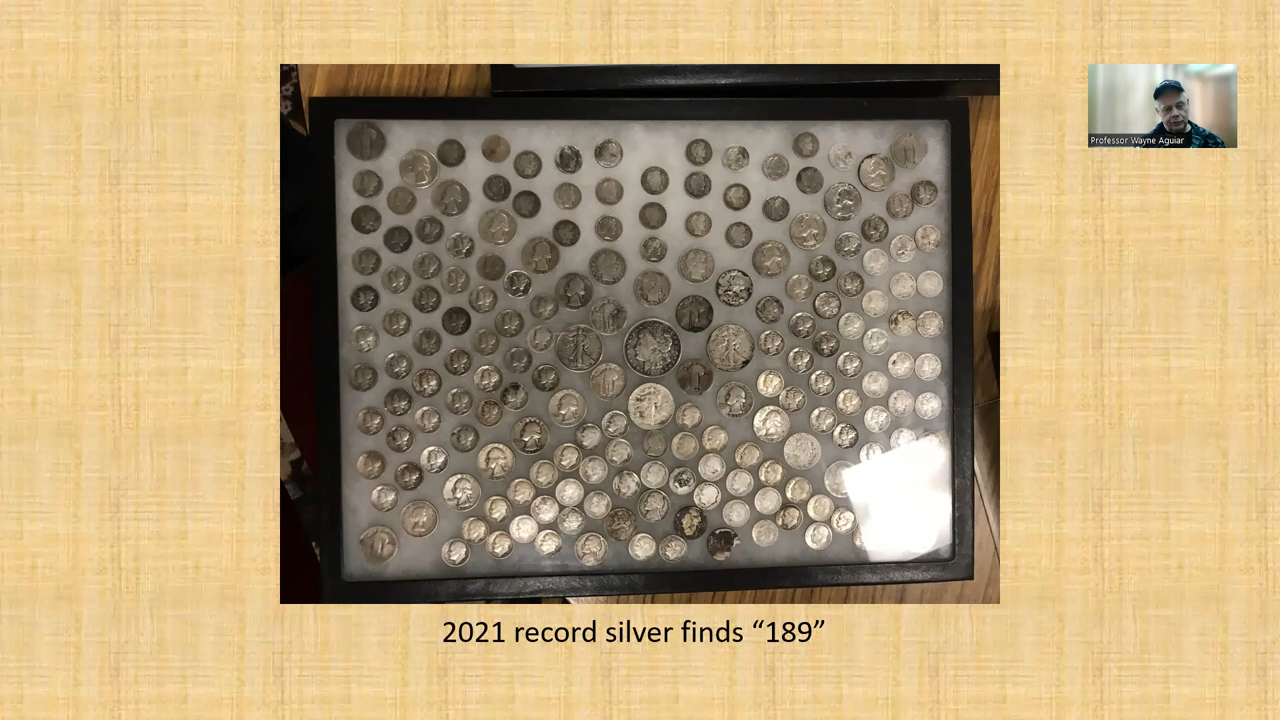 Professor Wayne Aguiar
2021 record silver finds “189”